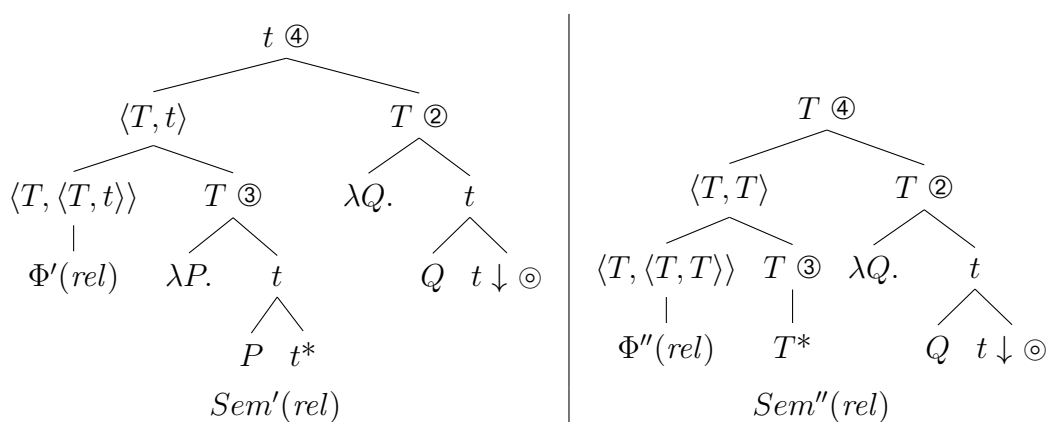 t ④
⟨T, t⟩ T ②
T ④
⟨T, ⟨T, t⟩⟩ T ③ λQ. t
⟨T, T⟩ T ②
Φ′(rel) λP. t Q t ↓ ⊚
⟨T, ⟨T, T⟩⟩ T ③ λQ. t
P t*
Φ′′(rel) T* Q t ↓ ⊚
Sem′(rel) Sem′′(rel)